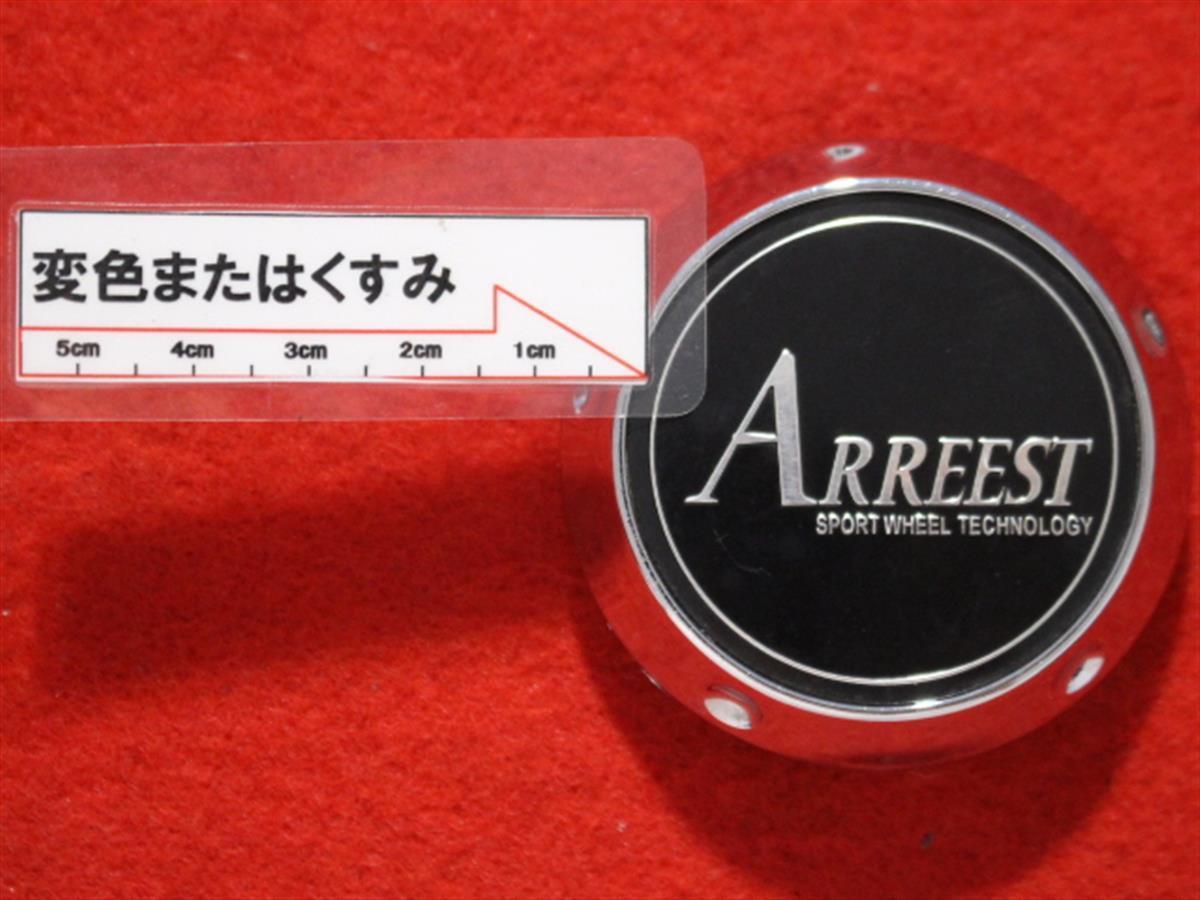 変色またはくすみ
5cm 4cm 3cm 2cm 1cm
ARREEST
SPORT WHEEL TECHNOLOGY